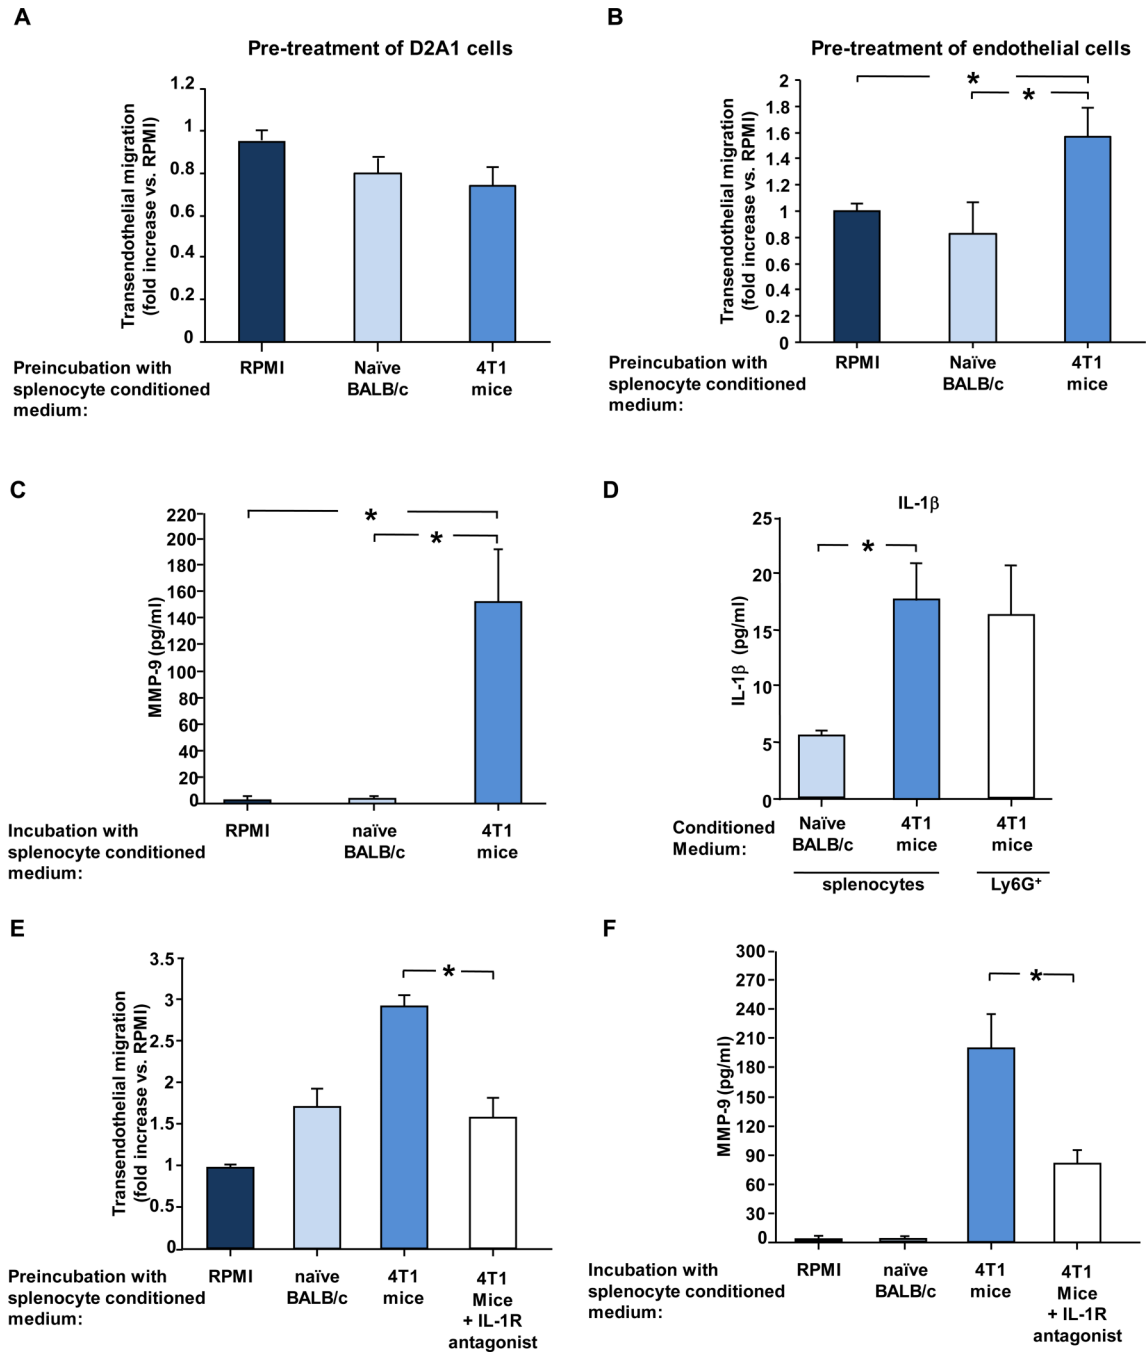 A
Pre-treatment of D2A1 cells
Transendothelial migration
(fold increase vs. RPMI)
1.2
1
0.8
0.6
0.4
0.2
0
Preincubation with
splenocyte conditioned
medium:
RPMI
Naïve
BALB/c
4T1
mice
B
Pre-treatment of endothelial cells
Transendothelial migration
(fold increase vs. RPMI)
2
1.8
1.6
1.4
1.2
1
0.8
0.6
0.4
0.2
0
*
*
Preincubation with
splenocyte conditioned
medium:
RPMI
Naïve
BALB/c
4T1
mice
C
MMP-9 (pg/ml)
220
200
180
160
140
120
100
80
60
40
20
0
*
*
Incubation with
splenocyte conditioned
medium:
RPMI
naïve
BALB/c
4T1
mice
D
IL-1β
IL-1β (pg/ml)
25
20
15
10
5
0
*
Conditioned
Medium:
Naïve
BALB/c
4T1
mice
4T1
mice
splenocytes
Ly6G+
E
Transendothelial migration
(fold increase vs. RPMI)
3.5
3
2.5
2
1.5
1
0.5
0
*
Preincubation with
splenocyte conditioned
medium:
RPMI
naïve
BALB/c
4T1
mice
4T1
Mice
+ IL-1R
antagonist
F
MMP-9 (pg/ml)
300
270
240
210
180
150
120
90
60
30
0
*
Incubation with
splenocyte conditioned
medium:
RPMI
naïve
BALB/c
4T1
mice
4T1
Mice
+ IL-1R
antagonist